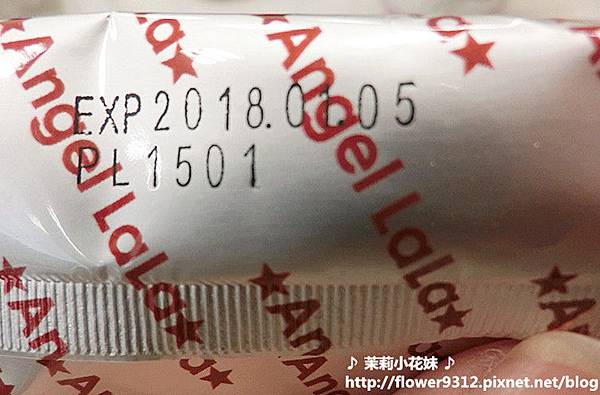 ★Angel LaLa★
EXP2018.01.05
PL1501
♪ 茉莉小花妹 ♪
http://flower9312.pixnet.net/blog